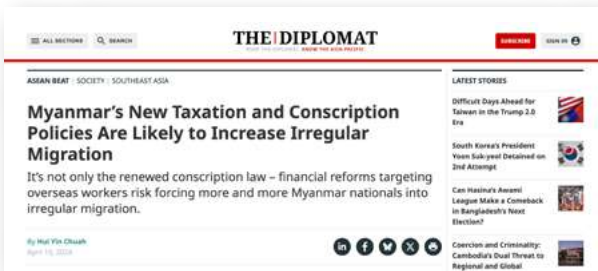 ALL SECTIONS
SEARCH
THE DIPLOMAT
KNOW THE ASIA-PACIFIC
SUBSCRIBE
SIGN IN
ASEAN BEAT | SOCIETY | SOUTHEAST ASIA
Myanmar's New Taxation and Conscription
Policies Are Likely to Increase Irregular
Migration
It's not only the renewed conscription law – financial reforms targeting
overseas workers risk forcing more and more Myanmar nationals into
irregular migration.
By Hui Yin Chuah
2024
LATEST STORIES
Difficult Days Ahead for
Taiwan in the Trump 2.0
Era
South Korea's President
Yoon Suk-yeol Detained on
2nd Attempt
Can Hasina's Awami
League Make a Comeback
in Bangladesh's Next
Election?
Coercion and Criminality:
Cambodia's Dual Threat to
Regional and Global